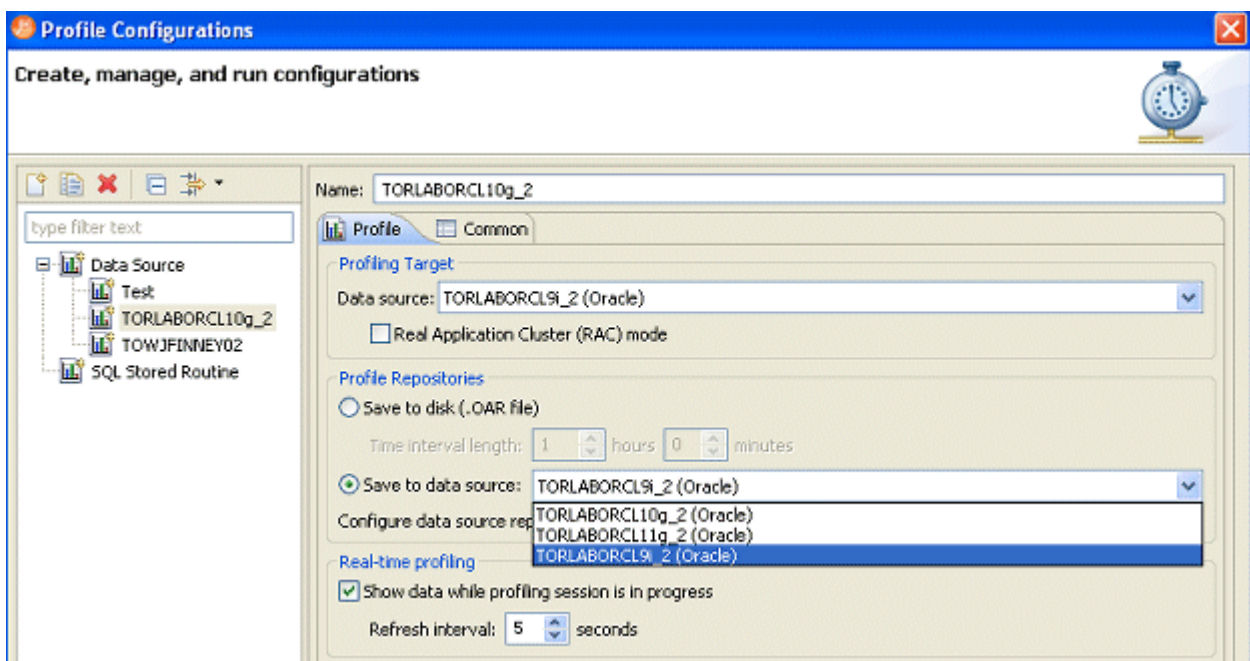 Profile Configurations
Create, manage, and run configurations
type filter text
Data Source
Test
TORLABORCL10g_2
TOWJFINNEY02
SQL Stored Routine
Name: TORLABORCL10g_2
Profile Common
Profiling Target
Data source: TORLABORCL9i_2 (Oracle)
Real Application Cluster (RAC) mode
Profile Repositories
Save to disk (.OAR file)
Time interval length: 1 hours 0 minutes
Save to data source: TORLABORCL9i_2 (Oracle)
Configure data source rep
TORLABORCL10g_2 (Oracle)
TORLABORCL11g_2 (Oracle)
TORLABORCL9i_2 (Oracle)
Real-time profiling
Show data while profiling session is in progress
Refresh interval: 5 seconds